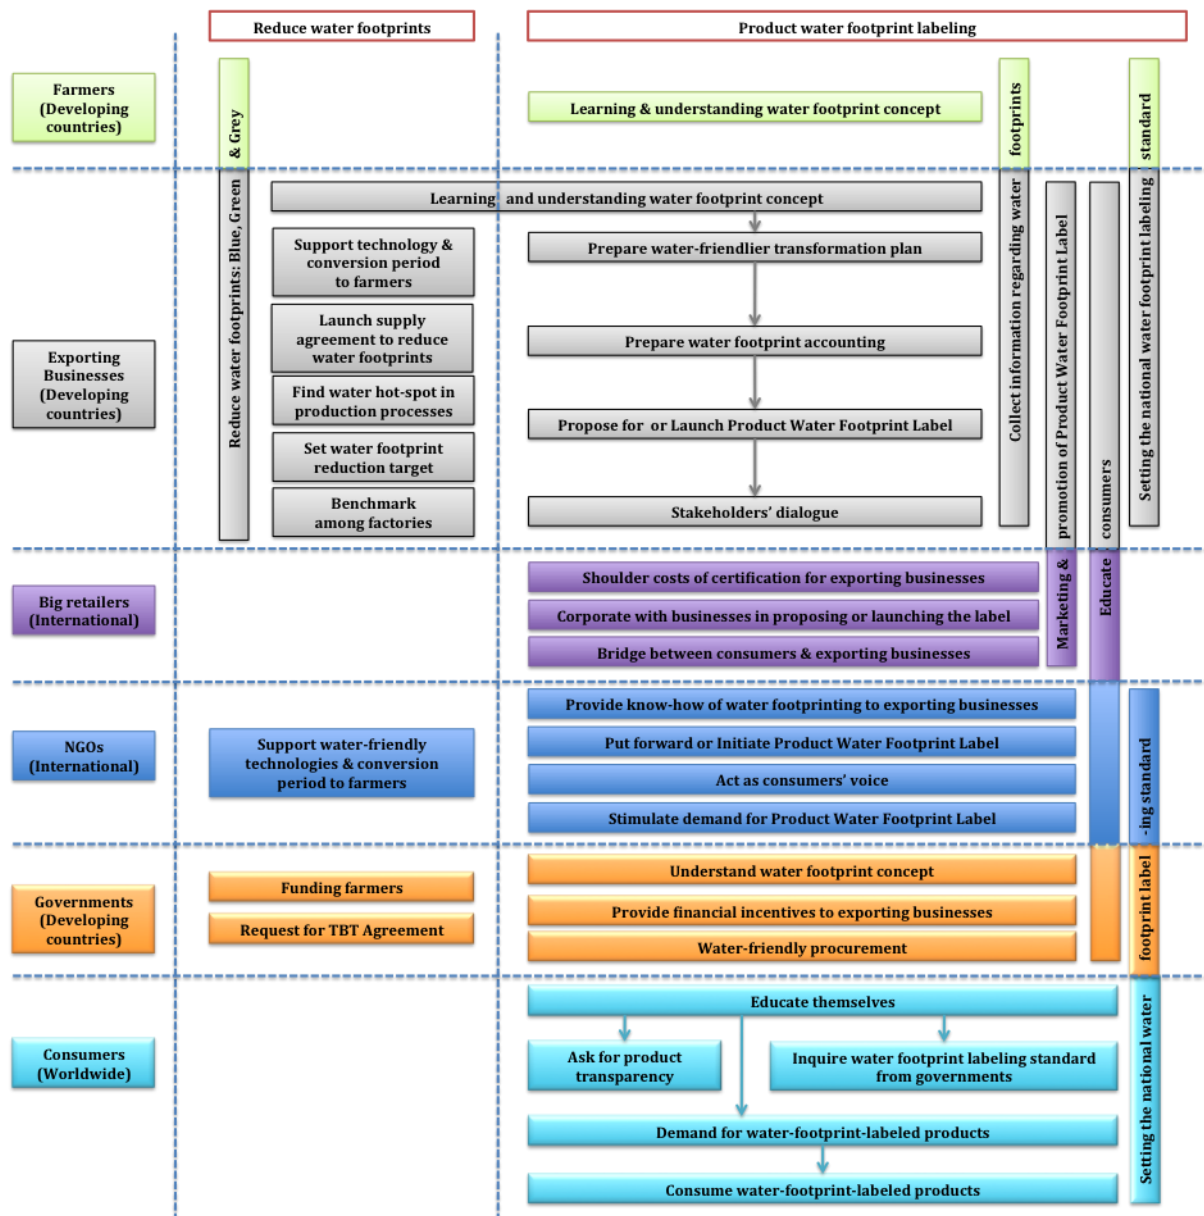 Reduce water footprints
Product water footprint labeling
Farmers
(Developing
countries)
Learning & understanding water footprint concept
Reduce water footprints: Blue, Green & Grey
Collect information regarding water footprints
Setting the national water footprint labeling standard
Exporting
Businesses
(Developing
countries)
Learning and understanding water footprint concept
Support technology &
conversion period
to farmers
Launch supply
agreement to reduce
water footprints
Find water hot-spot in
production processes
Set water footprint
reduction target
Benchmark
among factories
Prepare water-friendlier transformation plan
Prepare water footprint accounting
Propose for or Launch Product Water Footprint Label
Stakeholders' dialogue
Marketing & promotion of Product Water Footprint Label
Educate consumers
Big retailers
(International)
Shoulder costs of certification for exporting businesses
Corporate with businesses in proposing or launching the label
Bridge between consumers & exporting businesses
NGOs
(International)
Support water-friendly
technologies & conversion
period to farmers
Provide know-how of water footprinting to exporting businesses
Put forward or Initiate Product Water Footprint Label
Act as consumers' voice
Stimulate demand for Product Water Footprint Label
Setting the national water footprint label -ing standard
Governments
(Developing
countries)
Funding farmers
Request for TBT Agreement
Understand water footprint concept
Provide financial incentives to exporting businesses
Water-friendly procurement
Consumers
(Worldwide)
Educate themselves
Ask for product
transparency
Inquire water footprint labeling standard
from governments
Demand for water-footprint-labeled products
Consume water-footprint-labeled products